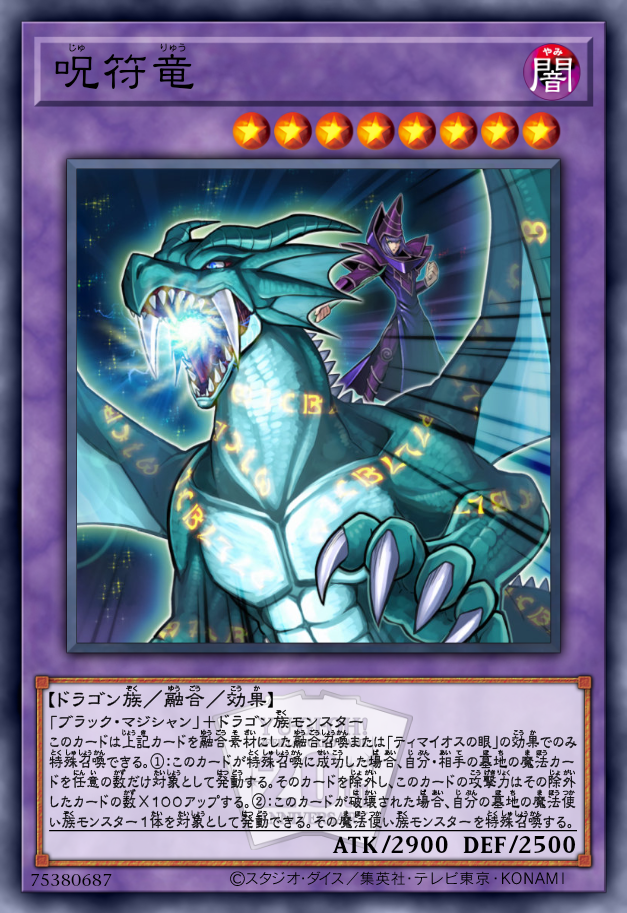 呪符竜
じゅ りゅう
闇
やみ
【ドラゴン族/融合/効果】
「ブラック・マジシャン」+ドラゴン族モンスター
このカードは上記カードを融合素材にした融合召喚または「ティマイオスの眼」の効果でのみ
特殊召喚できる。①:このカードが特殊召喚に成功した場合、自分・相手の墓地の魔法カー
ドを任意の数だけ対象として発動する。そのカードを除外し、このカードの攻撃力はその除外
したカードの数×100アップする。②:このカードが破壊された場合、自分の墓地の魔法使
い族モンスター1体を対象として発動できる。その魔法使い族モンスターを特殊召喚する。
ATK/2900 DEF/2500
75380687
©スタジオ・ダイス/集英社・テレビ東京・KONAMI